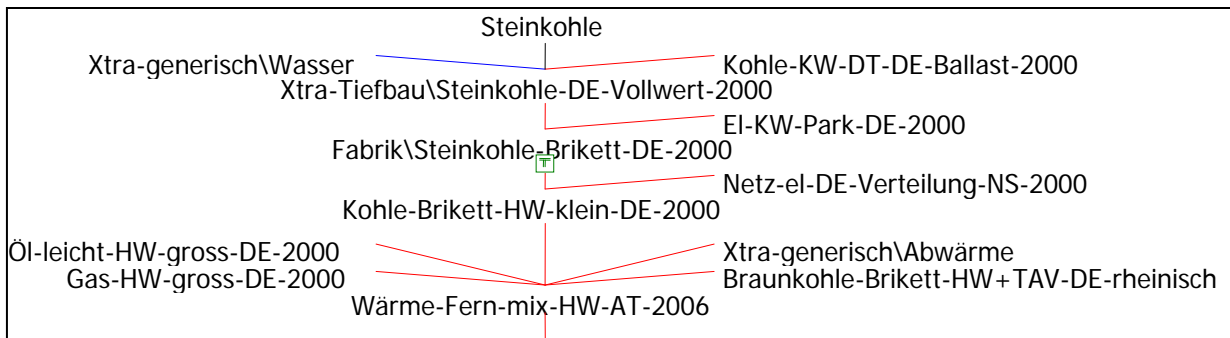 Steinkohle
Xtra-generisch\Wasser
Kohle-KW-DT-DE-Ballast-2000
Xtra-Tiefbau\Steinkohle-DE-Vollwert-2000
El-KW-Park-DE-2000
Fabrik\Steinkohle-Brikett-DE-2000
T
Netz-el-DE-Verteilung-NS-2000
Kohle-Brikett-HW-klein-DE-2000
Öl-leicht-HW-gross-DE-2000
Xtra-generisch\Abwärme
Gas-HW-gross-DE-2000
Braunkohle-Brikett-HW+TAV-DE-rheinisch
Wärme-Fern-mix-HW-AT-2006